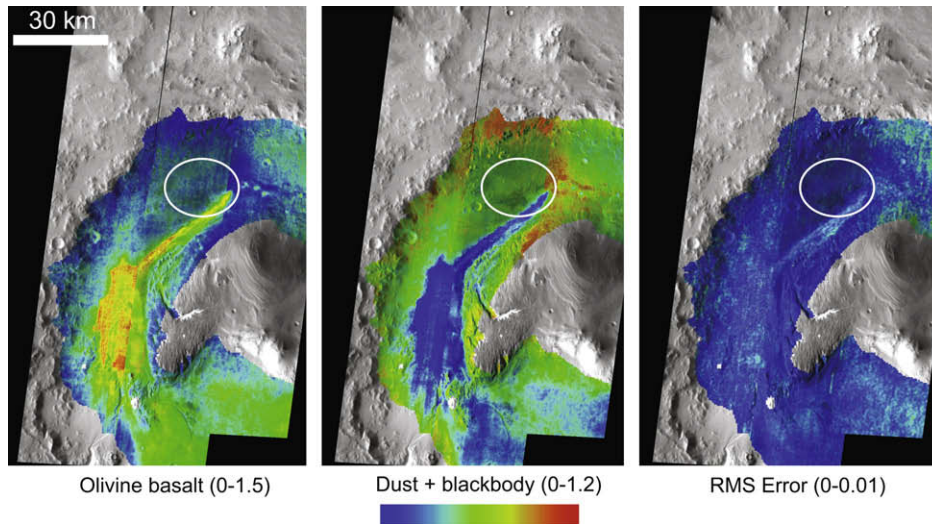 30 km
Olivine basalt (0-1.5)
Dust + blackbody (0-1.2)
RMS Error (0-0.01)